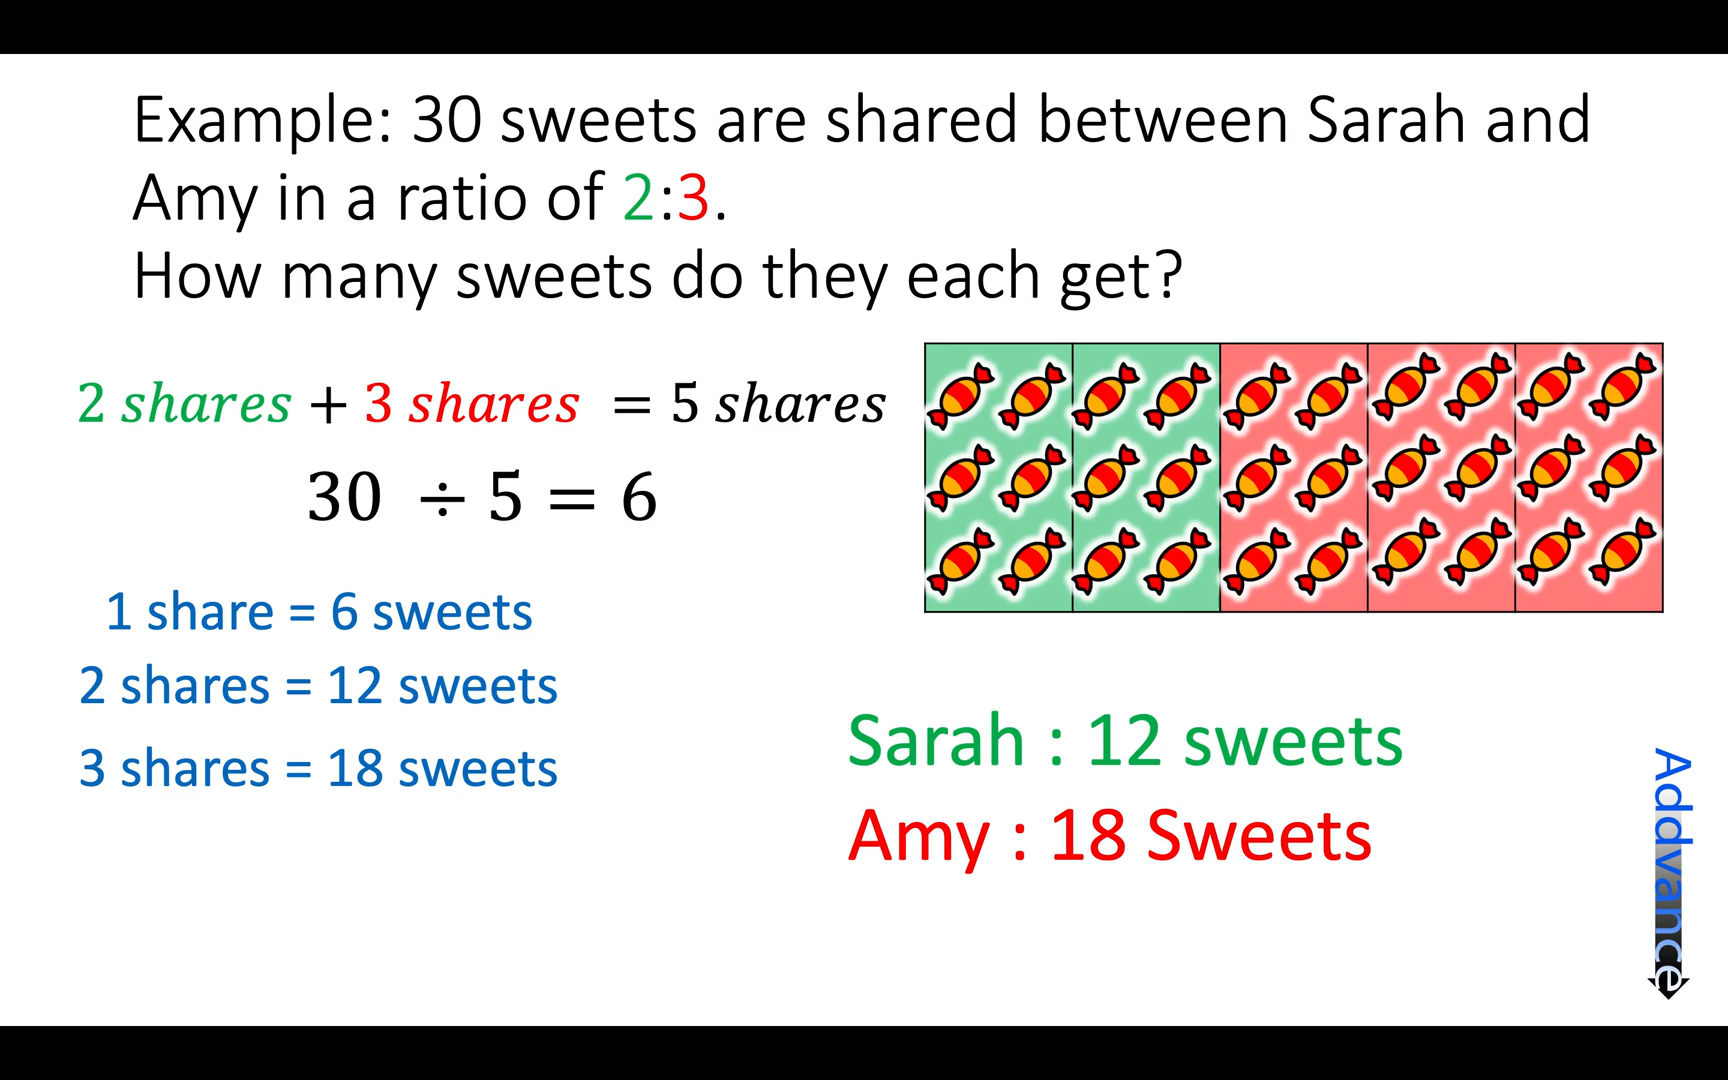 Example: 30 sweets are shared between Sarah and
Amy in a ratio of 2:3.
How many sweets do they each get?
2 shares + 3 shares = 5 shares
30 ÷ 5 = 6
1 share = 6 sweets
2 shares = 12 sweets
3 shares = 18 sweets
Sarah : 12 sweets
Amy : 18 Sweets
Addvance